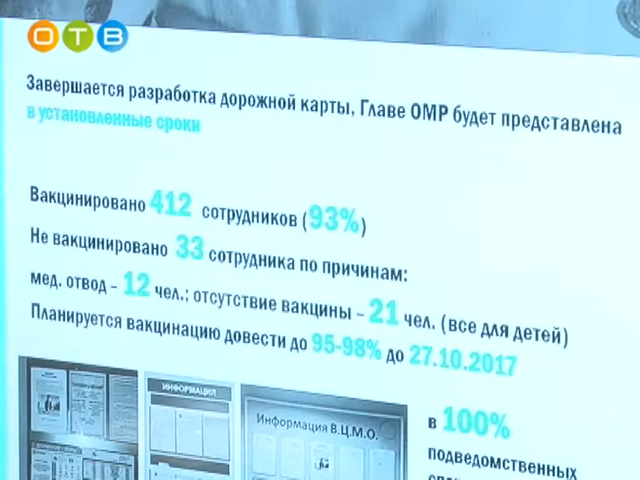 ОТВ
Завершается разработка дорожной карты, Главе ОМР будет представлена
в установленные сроки
Вакцинировано 412 сотрудников (93%)
Не вакцинировано 33 сотрудника по причинам:
мед. отвод – 12 чел.; отсутствие вакцины – 21 чел. (все для детей)
Планируется вакцинацию довести до 95-98% до 27.10.2017
ИНФОРМАЦИЯ
Информация В.Ц.М.О.
в 100%
подведомственных